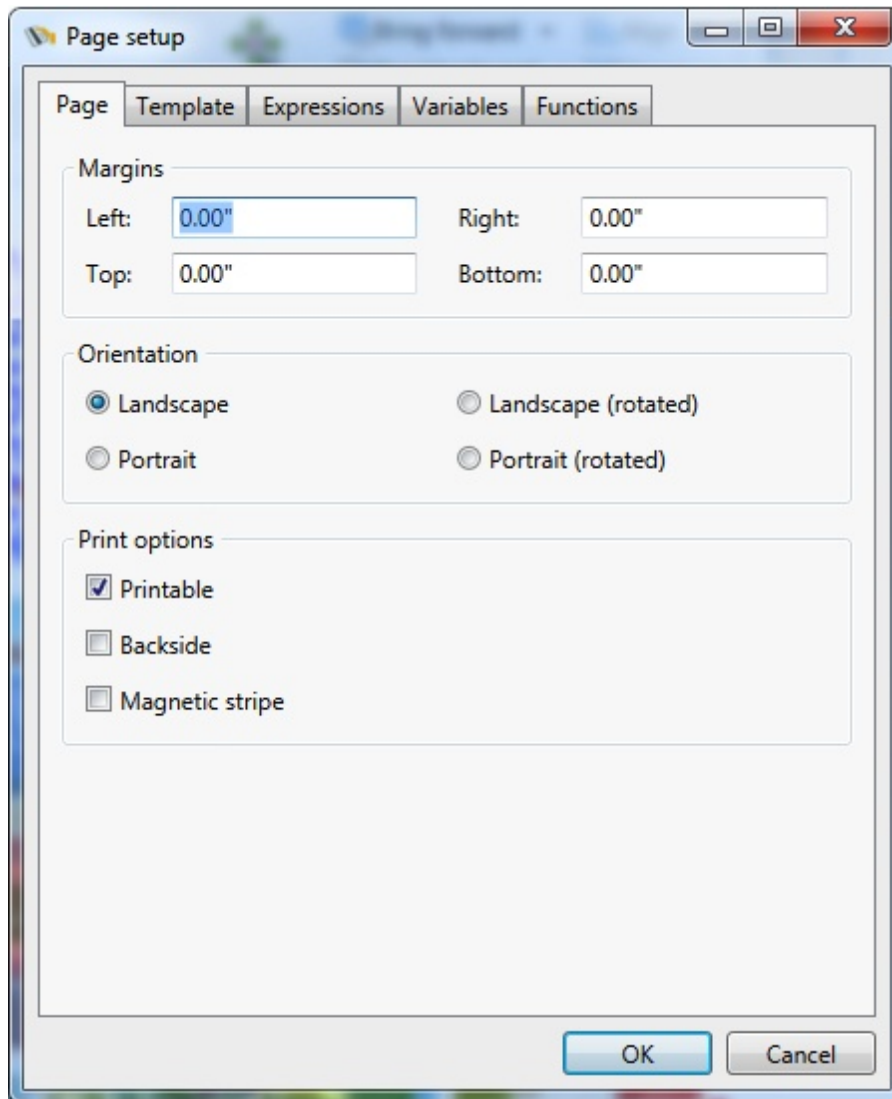 Page setup
Page Template Expressions Variables Functions
Margins
Left: 0.00" Right: 0.00"
Top: 0.00" Bottom: 0.00"
Orientation
Landscape Landscape (rotated)
Portrait Portrait (rotated)
Print options
Printable
Backside
Magnetic stripe
OK Cancel